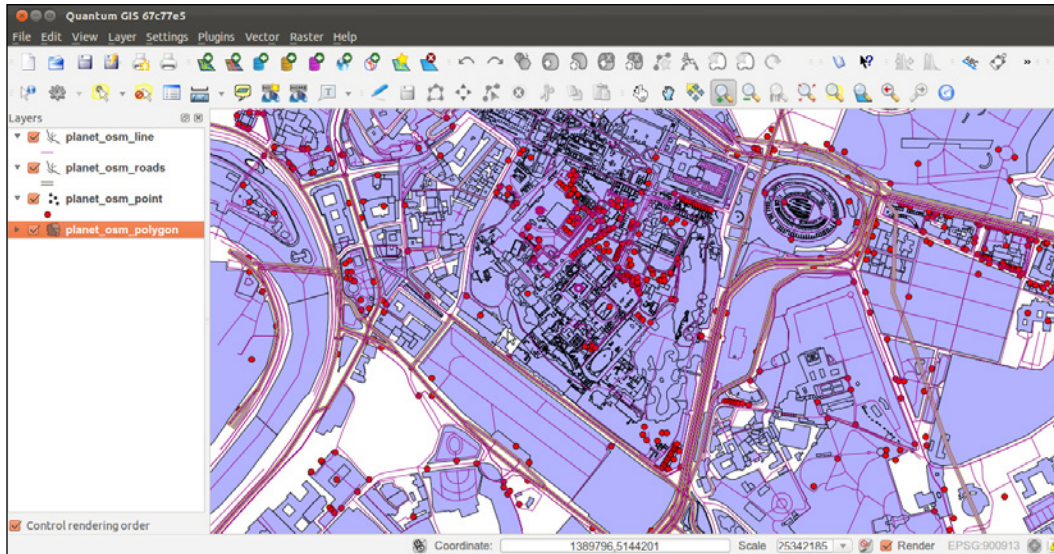 Quantum GIS 67c77e5
File Edit View Layer Settings Plugins Vector Raster Help
Layers
planet_osm_line
planet_osm_roads
planet_osm_point
planet_osm_polygon
Control rendering order
Coordinate: 1389796,5144201 Scale 25342185 Render EPSG:900913